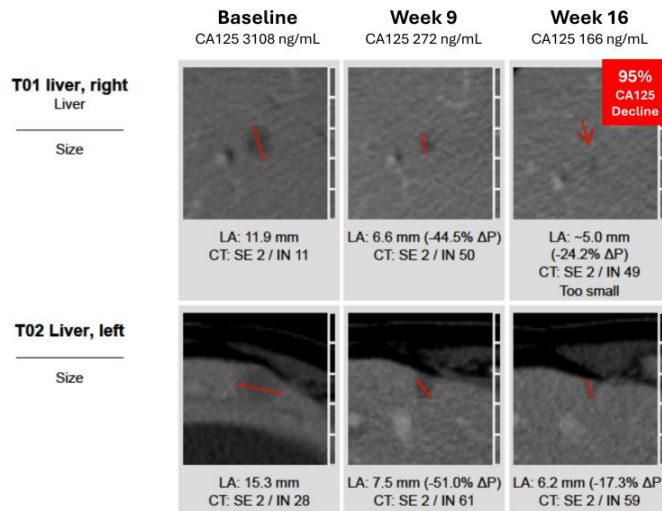 Baseline
CA125 3108 ng/mL
Week 9
CA125 272 ng/mL
Week 16
CA125 166 ng/mL
T01 liver, right
Liver
Size
95%
CA125
Decline
LA: 11.9 mm
CT: SE 2 / IN 11
LA: 6.6 mm (-44.5% ΔP)
CT: SE 2 / IN 50
LA: ~5.0 mm
(-24.2% ΔP)
CT: SE 2 / IN 49
Too small
T02 Liver, left
Size
LA: 15.3 mm
CT: SE 2 / IN 28
LA: 7.5 mm (-51.0% ΔP)
CT: SE 2 / IN 61
LA: 6.2 mm (-17.3% ΔP)
CT: SE 2 / IN 59